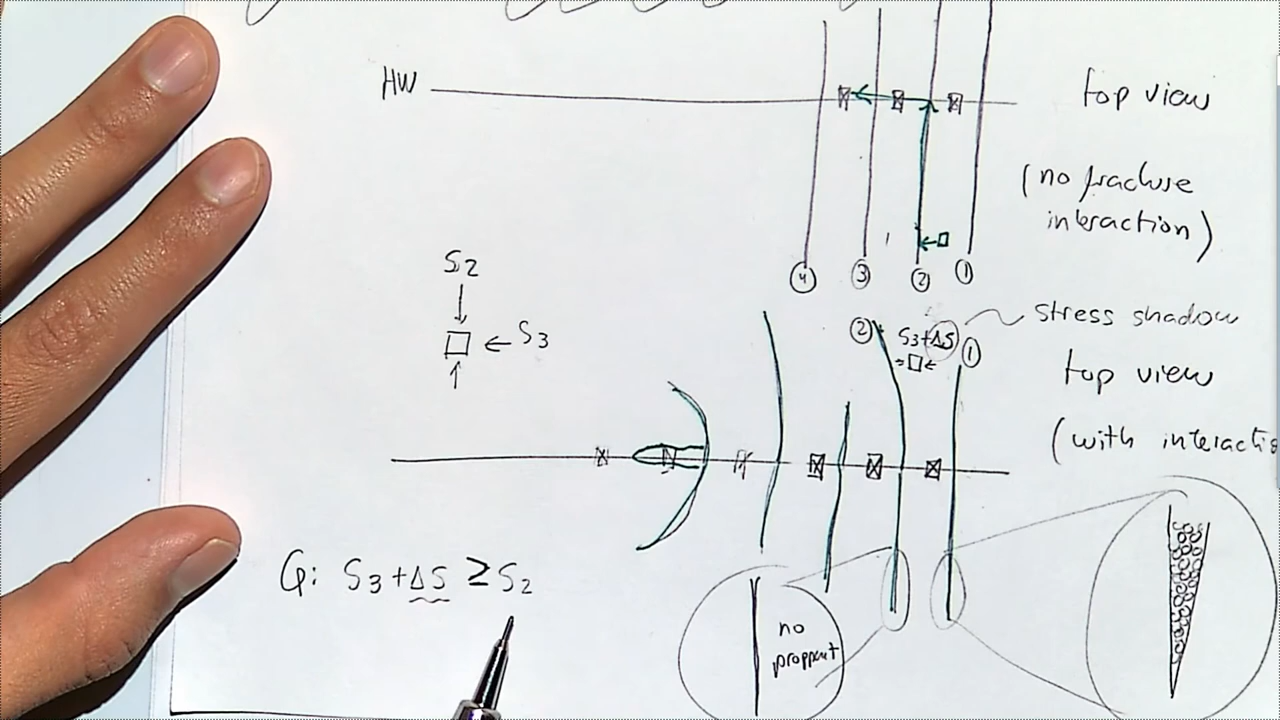 HW
top view
(no fracture
interaction)
4 3 2 1
S2
S3
stress shadow
2
S3+ΔS
1
top view
(with interactio
Q: S3+ΔS ≥ S2
no
proppant